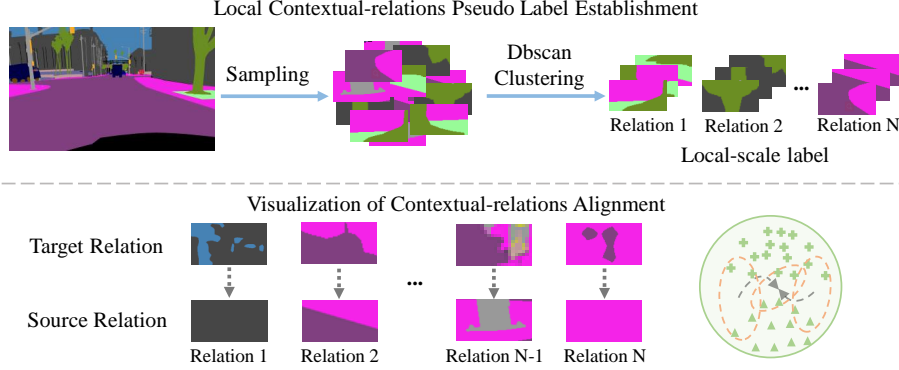 Local Contextual-relations Pseudo Label Establishment
Sampling
Dbscan
Clustering
...
Relation 1
Relation 2
Relation N
Local-scale label
Visualization of Contextual-relations Alignment
Target Relation
...
Source Relation
Relation 1
Relation 2
Relation N-1
Relation N